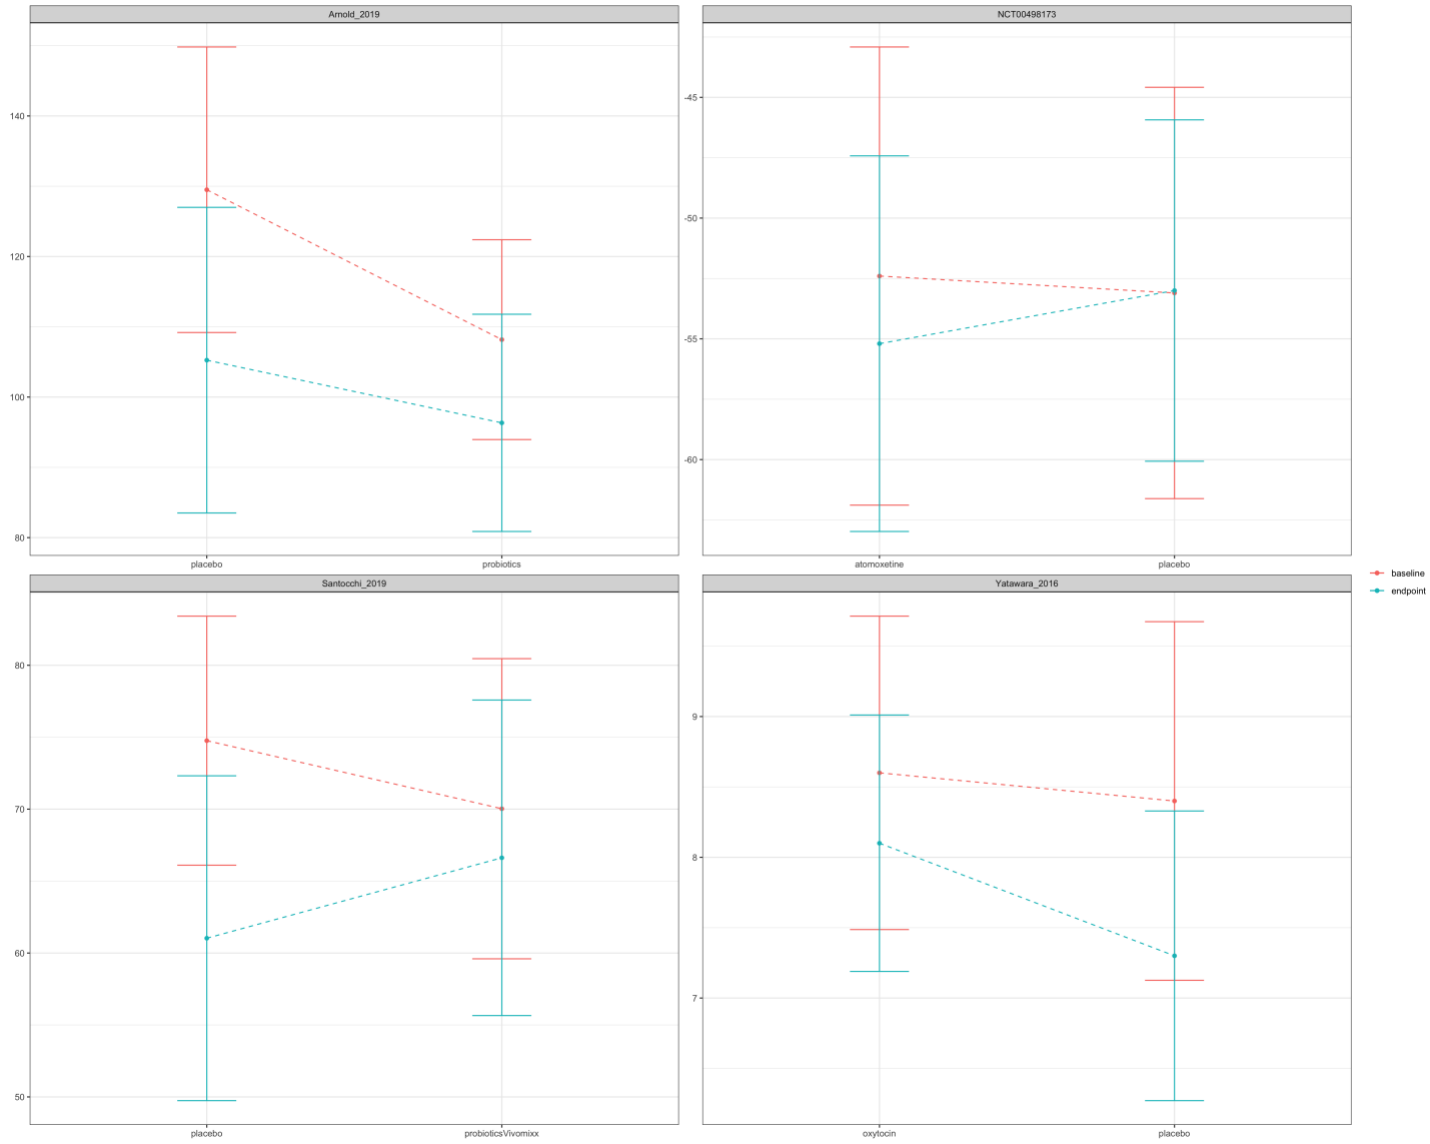 Arnold_2019
NCT00498173
140
120
100
80
placebo
probiotics
-45
-50
-55
-60
atomoxetine
placebo
Santocchi_2019
Yatawara_2016
80
70
60
50
placebo
probioticsVivomixx
9
8
7
oxytocin
placebo
baseline
endpoint